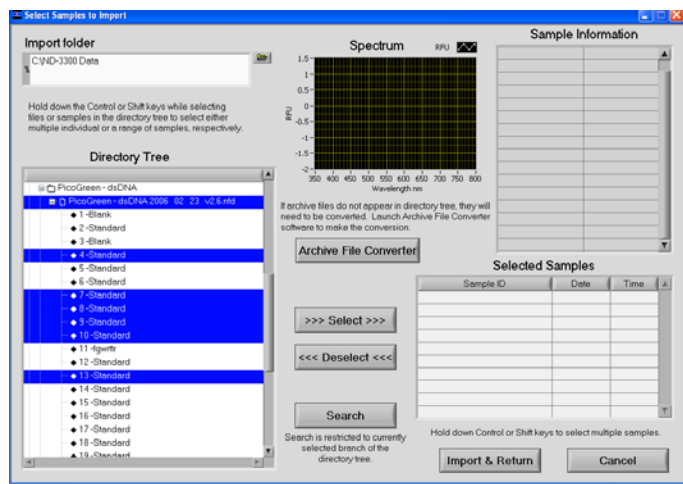 Select Samples to Import
Import folder
C:\ND-3300 Data
Hold down the Control or Shift keys while selecting
files or samples in the directory tree to select either
multiple individual or a range of samples, respectively.
Directory Tree
PicoGreen - dsDNA
PicoGreen - dsDNA 2006 02 23 v2.6.nfd
1 -Blank
2 -Standard
3 -Blank
4 -Standard
5 -Standard
6 -Standard
7 -Standard
8 -Standard
9 -Standard
10 -Standard
11 -fgwrttr
12 -Standard
13 -Standard
14 -Standard
15 -Standard
16 -Standard
17 -Standard
18 -Standard
19 -Standard
Spectrum
RFU
1.5
1
0.5
0
-0.5
-1
-1.5
-2
RFU
350 400 450 500 550 600 650 700 750 800
Wavelength nm
If archive files do not appear in directory tree, they will
need to be converted. Launch Archive File Converter
software to make the conversion.
Archive File Converter
>>> Select >>>
<<< Deselect <<<
Search
Search is restricted to currently
selected branch of the
directory tree.
Sample Information
Selected Samples
Sample ID Date Time
Hold down Control or Shift keys to select multiple samples.
Import & Return
Cancel